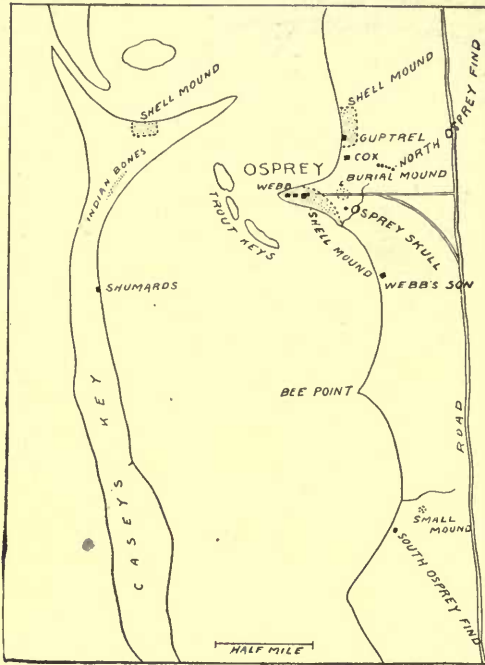 SHELL MOUND
SHELL MOUND
NORTH OSPREY FIND
GUPTREL
COX
BURIAL MOUND
OSPREY
WEBB
INDIAN BONES
TROUT KEYS
SHELL MOUND
OSPREY SKULL
WEBB'S SON
SHUMARDS
BEE POINT
ROAD
CASEY'S KEY
SMALL
MOUND
SOUTH OSPREY FIND
HALF MILE